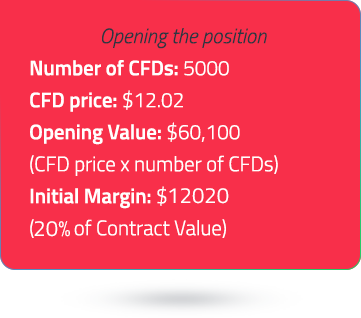 Opening the position
Number of CFDs: 5000
CFD price: $12.02
Opening Value: $60,100
(CFD price x number of CFDs)
Initial Margin: $12020
(20% of Contract Value)